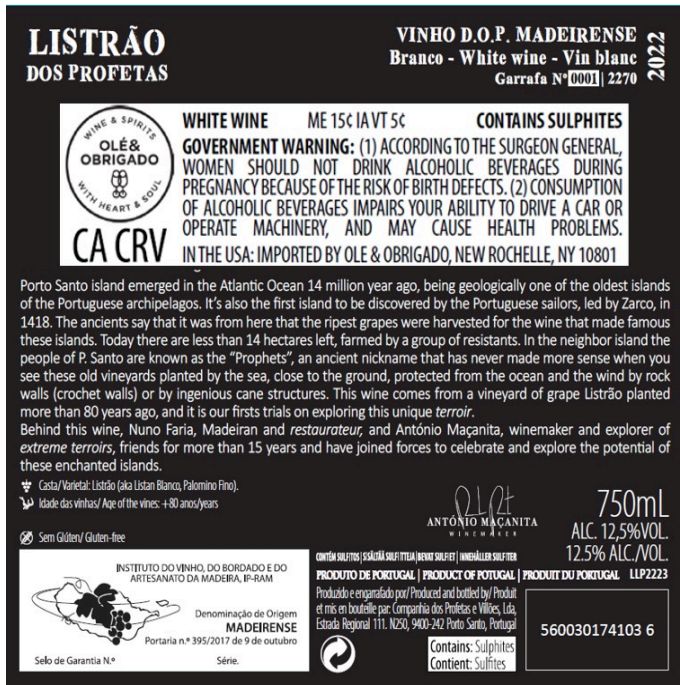 LISTRÃO
DOS PROFETAS
VINHO D.O.P. MADEIRENSE
Branco - White wine - Vin blanc
Garrafa Nº 0001 | 2270
2022
WINE & SPIRITS
OLÉ&
OBRIGADO
WITH HEART & SOUL
CA CRV
WHITE WINE ME 15¢ IA VT 5¢ CONTAINS SULPHITES
GOVERNMENT WARNING: (1) ACCORDING TO THE SURGEON GENERAL,
WOMEN SHOULD NOT DRINK ALCOHOLIC BEVERAGES DURING
PREGNANCY BECAUSE OF THE RISK OF BIRTH DEFECTS. (2) CONSUMPTION
OF ALCOHOLIC BEVERAGES IMPAIRS YOUR ABILITY TO DRIVE A CAR OR
OPERATE MACHINERY, AND MAY CAUSE HEALTH PROBLEMS.
IN THE USA: IMPORTED BY OLE & OBRIGADO, NEW ROCHELLE, NY 10801
Porto Santo island emerged in the Atlantic Ocean 14 million year ago, being geologically one of the oldest islands
of the Portuguese archipelagos. It's also the first island to be discovered by the Portuguese sailors, led by Zarco, in
1418. The ancients say that it was from here that the ripest grapes were harvested for the wine that made famous
these islands. Today there are less than 14 hectares left, farmed by a group of resistants. In the neighbor island the
people of P. Santo are known as the "Prophets", an ancient nickname that has never made more sense when you
see these old vineyards planted by the sea, close to the ground, protected from the ocean and the wind by rock
walls (crochet walls) or by ingenious cane structures. This wine comes from a vineyard of grape Listrão planted
more than 80 years ago, and it is our firsts trials on exploring this unique terroir.
Behind this wine, Nuno Faria, Madeiran and restaurateur, and António Maçanita, winemaker and explorer of
extreme terroirs, friends for more than 15 years and have joined forces to celebrate and explore the potential of
these enchanted islands.
Casta/ Varietal: Listrão (aka Listan Blanco, Palomino Fino).
Idade das vinhas/ Age of the vines: +80 anos/years
Sem Glúten/ Gluten-free
ANTÓNIO MAÇANITA
WINEMAKER
750mL
ALC. 12,5%VOL.
12.5% ALC./VOL.
INSTITUTO DO VINHO, DO BORDADO E DO
ARTESANATO DA MADEIRA, IP-RAM
Denominação de Origem
MADEIRENSE
Portaria n.º 395/2017 de 9 de outubro
Selo de Garantia N.º Série.
CONTÉM SULFITOS | SISÄLTÄÄ SULFIITTEJA | BEVAT SULFIET | INNEHÅLLER SULFITER
PRODUTO DE PORTUGAL | PRODUCT OF POTUGAL | PRODUIT DU PORTUGAL LLP2223
Produzido e engarrafado por/ Produced and bottled by/ Produit
et mis en bouteille par: Companhia dos Profetas e Villões, Lda,
Estrada Regional 111. N250, 9400-242 Porto Santo, Portugal
Contains: Sulphites
Contient: Sulfites
560030174103 6